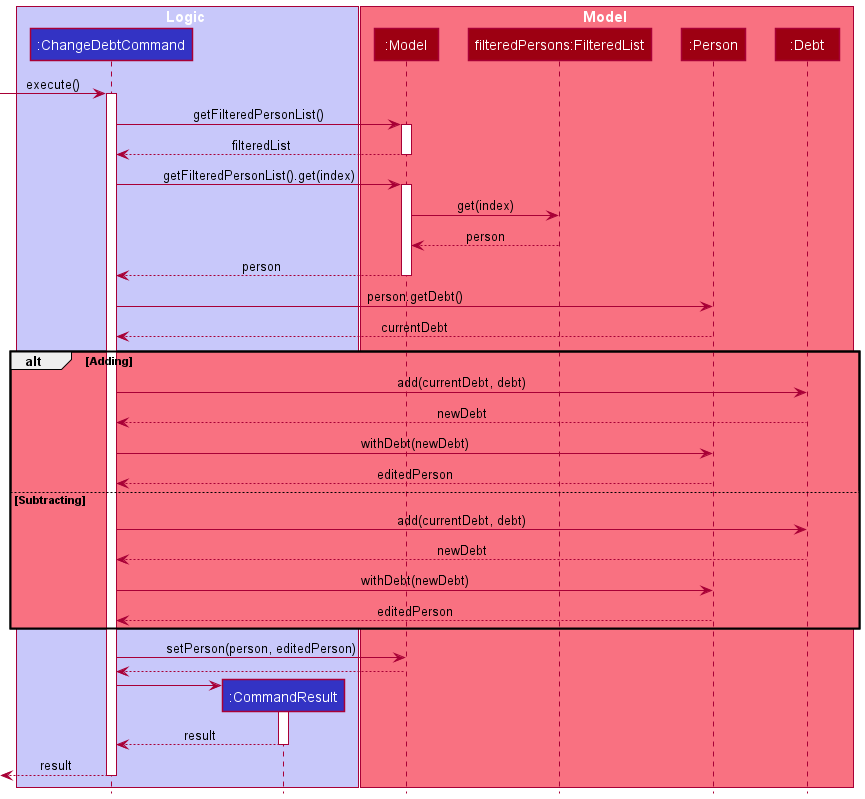 Logic
Model
:ChangeDebtCommand
:Model
filteredPersons:FilteredList
:Person
:Debt
execute()
getFilteredPersonList()
filteredList
getFilteredPersonList().get(index)
get(index)
person
person
person.getDebt()
currentDebt
alt
[Adding]
add(currentDebt, debt)
newDebt
withDebt(newDebt)
editedPerson
[Subtracting]
add(currentDebt, debt)
newDebt
withDebt(newDebt)
editedPerson
setPerson(person, editedPerson)
:CommandResult
result
result